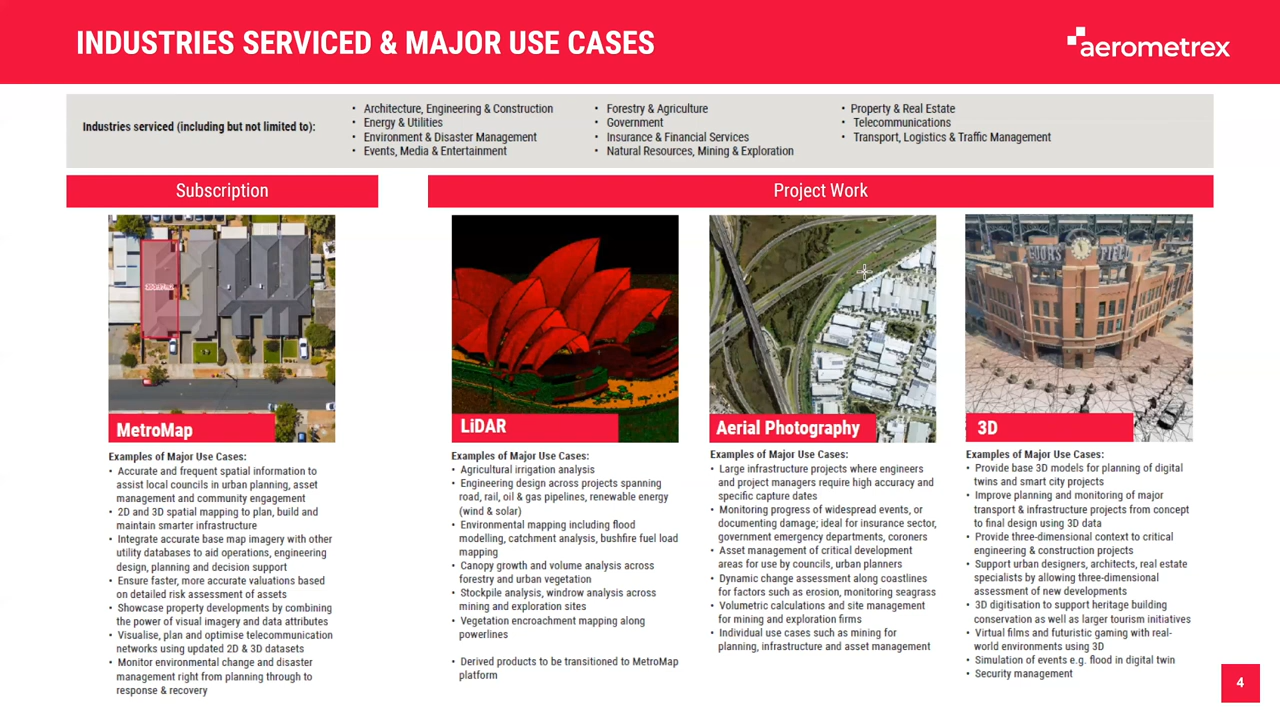 INDUSTRIES SERVICED & MAJOR USE CASES
aerometrex
Industries serviced (including but not limited to):
• Architecture, Engineering & Construction
• Energy & Utilities
• Environment & Disaster Management
• Events, Media & Entertainment
• Forestry & Agriculture
• Government
• Insurance & Financial Services
• Natural Resources, Mining & Exploration
• Property & Real Estate
• Telecommunications
• Transport, Logistics & Traffic Management
Subscription
Project Work
MetroMap
Examples of Major Use Cases:
• Accurate and frequent spatial information to
assist local councils in urban planning, asset
management and community engagement
• 2D and 3D spatial mapping to plan, build and
maintain smarter infrastructure
• Integrate accurate base map imagery with other
utility databases to aid operations, engineering
design, planning and decision support
• Ensure faster, more accurate valuations based
on detailed risk assessment of assets
• Showcase property developments by combining
the power of visual imagery and data attributes
• Visualise, plan and optimise telecommunication
networks using updated 2D & 3D datasets
• Monitor environmental change and disaster
management right from planning through to
response & recovery
LiDAR
Examples of Major Use Cases:
• Agricultural irrigation analysis
• Engineering design across projects spanning
road, rail, oil & gas pipelines, renewable energy
(wind & solar)
• Environmental mapping including flood
modelling, catchment analysis, bushfire fuel load
mapping
• Canopy growth and volume analysis across
forestry and urban vegetation
• Stockpile analysis, windrow analysis across
mining and exploration sites
• Vegetation encroachment mapping along
powerlines
• Derived products to be transitioned to MetroMap
platform
Aerial Photography
Examples of Major Use Cases:
• Large infrastructure projects where engineers
and project managers require high accuracy and
specific capture dates
• Monitoring progress of widespread events, or
documenting damage; ideal for insurance sector,
government emergency departments, coroners
• Asset management of critical development
areas for use by councils, urban planners
• Dynamic change assessment along coastlines
for factors such as erosion, monitoring seagrass
• Volumetric calculations and site management
for mining and exploration firms
• Individual use cases such as mining for
planning, infrastructure and asset management
COORS FIELD
3D
Examples of Major Use Cases:
• Provide base 3D models for planning of digital
twins and smart city projects
• Improve planning and monitoring of major
transport & infrastructure projects from concept
to final design using 3D data
• Provide three-dimensional context to critical
engineering & construction projects
• Support urban designers, architects, real estate
specialists by allowing three-dimensional
assessment of new developments
• 3D digitisation to support heritage building
conservation as well as larger tourism initiatives
• Virtual films and futuristic gaming with real-
world environments using 3D
• Simulation of events e.g. flood in digital twin
• Security management
4